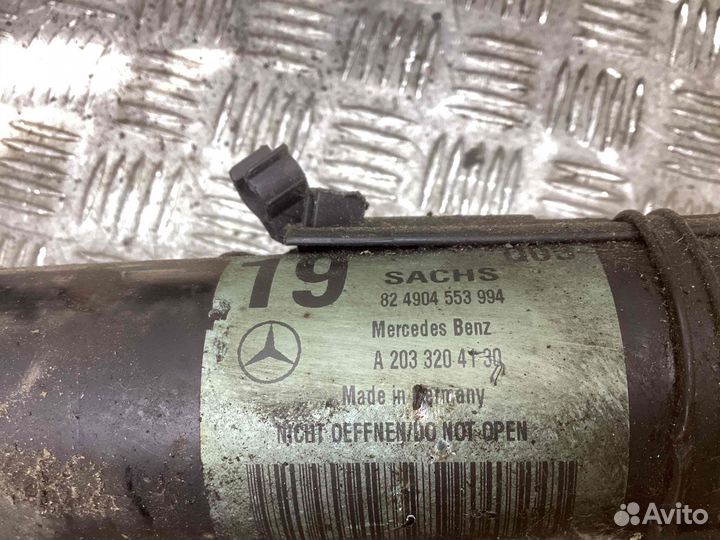 19
SACHS
82 4904 553 994
Mercedes Benz
A 203 320 41 30
Made in Germany
NICHT OEFFNEN/DO NOT OPEN
Avito